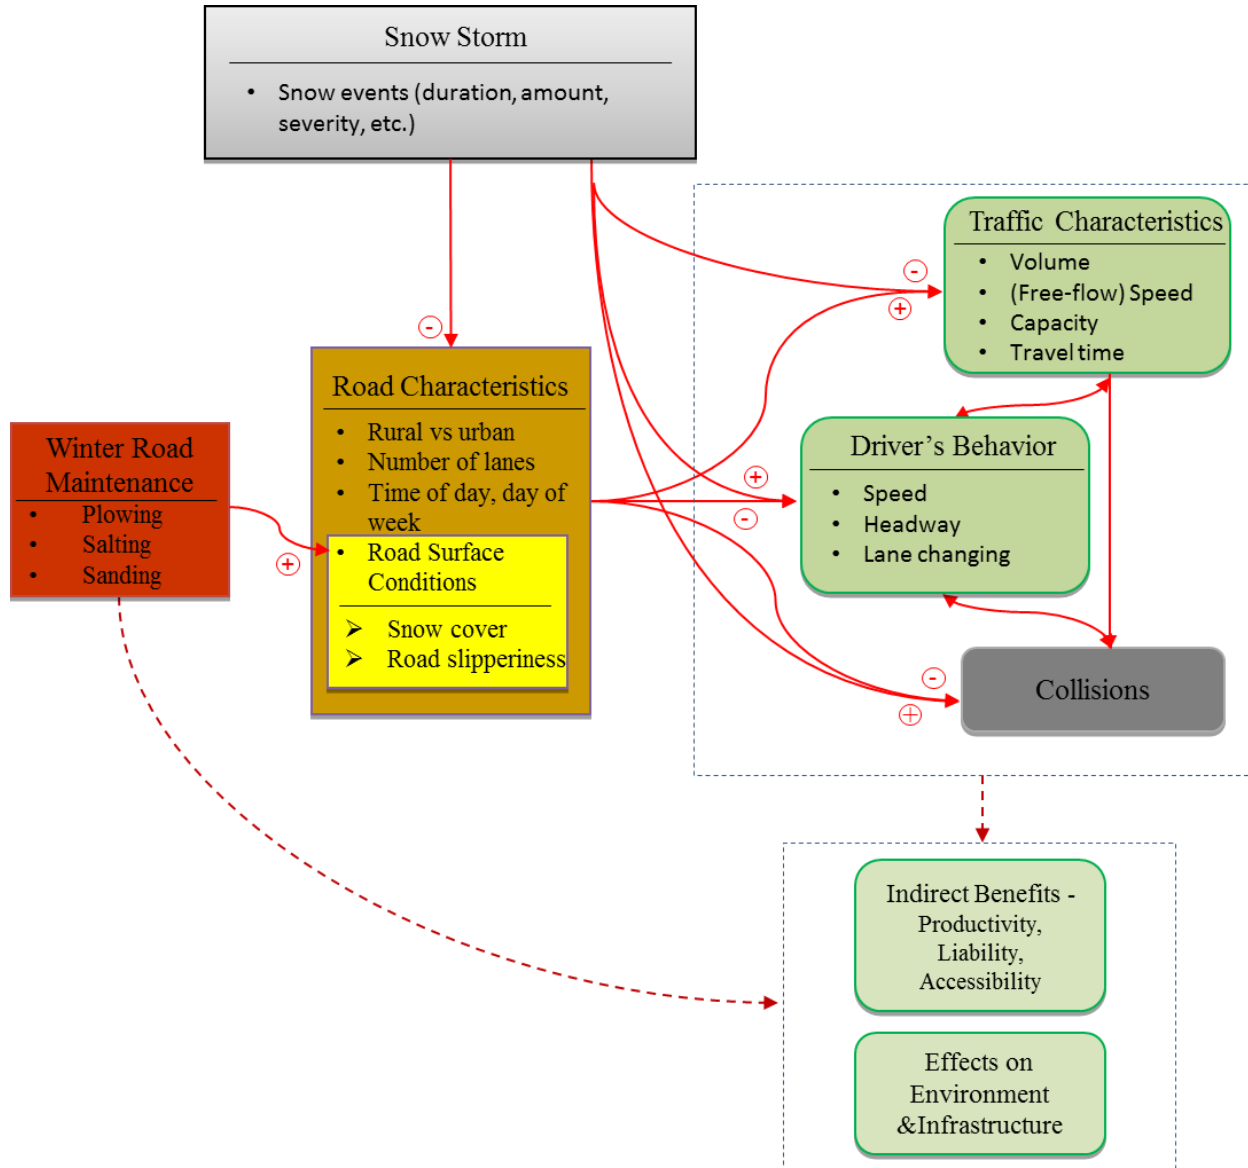 Snow Storm
• Snow events (duration, amount,
severity, etc.)
Traffic Characteristics
• Volume
• (Free-flow) Speed
• Capacity
• Travel time
-
+
-
Road Characteristics
• Rural vs urban
• Number of lanes
• Time of day, day of
week
• Road Surface
Conditions
➢ Snow cover
➢ Road slipperiness
Winter Road
Maintenance
• Plowing
• Salting
• Sanding
+
Driver's Behavior
• Speed
• Headway
• Lane changing
+
-
-
+
Collisions
Indirect Benefits -
Productivity,
Liability,
Accessibility
Effects on
Environment
&Infrastructure